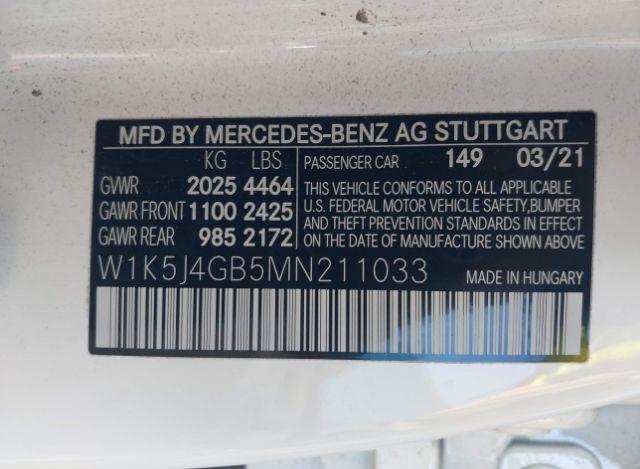 MFD BY MERCEDES-BENZ AG STUTTGART
KG LBS PASSENGER CAR 149 03/21
GVWR 2025 4464 THIS VEHICLE CONFORMS TO ALL APPLICABLE
GAWR FRONT 1100 2425 U.S. FEDERAL MOTOR VEHICLE SAFETY,BUMPER
AND THEFT PREVENTION STANDARDS IN EFFECT
GAWR REAR 985 2172 ON THE DATE OF MANUFACTURE SHOWN ABOVE
W1K5J4GB5MN211033 MADE IN HUNGARY